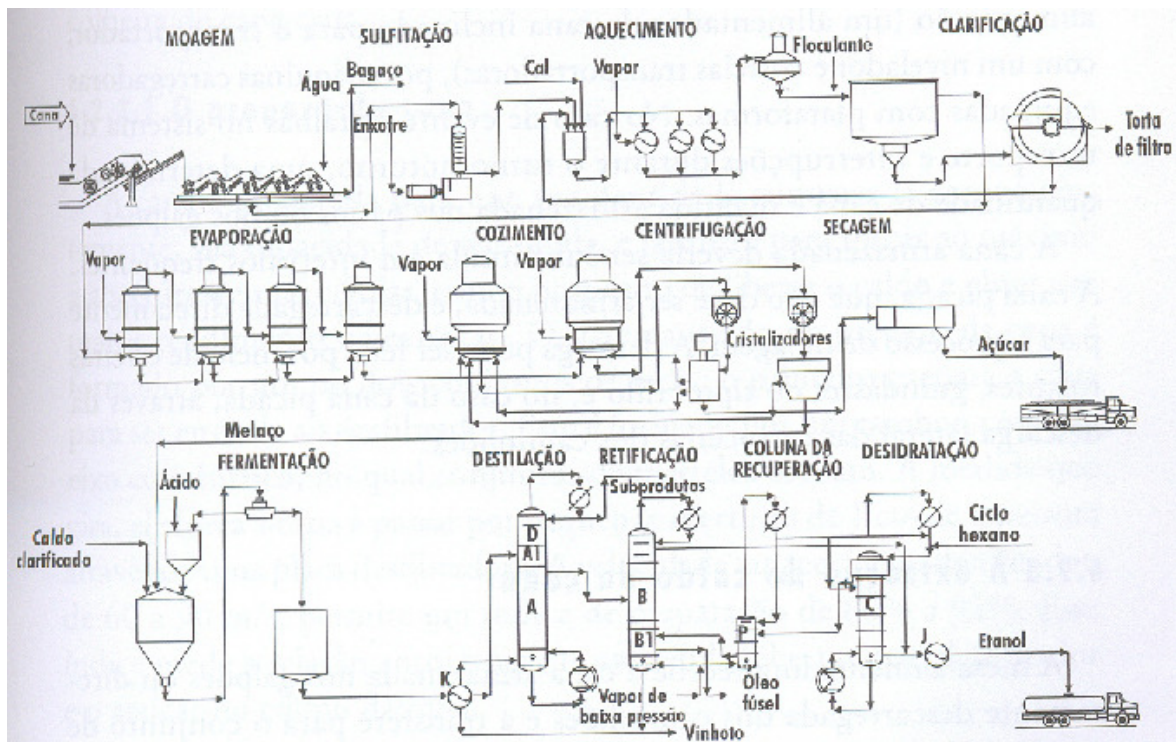 MOAGEM
SULFITAÇÃO
AQUECIMENTO
CLARIFICAÇÃO
Cana
Água
Bagaço
Enxofre
Cal
Vapor
Floculante
Torta
de filtro
EVAPORAÇÃO
COZIMENTO
CENTRIFUGAÇÃO
SECAGEM
Vapor
Vapor
Vapor
Cristalizadores
Açúcar
Melaço
FERMENTAÇÃO
DESTILAÇÃO
RETIFICAÇÃO
COLUNA DA
RECUPERAÇÃO
DESIDRATAÇÃO
Ácido
Subprodutos
Caldo
clarificado
Ciclo
hexano
D
A1
A
B
B1
P
C
K
J
Etanol
Óleo
fúsel
Vapor de
baixa pressão
Vinhoto